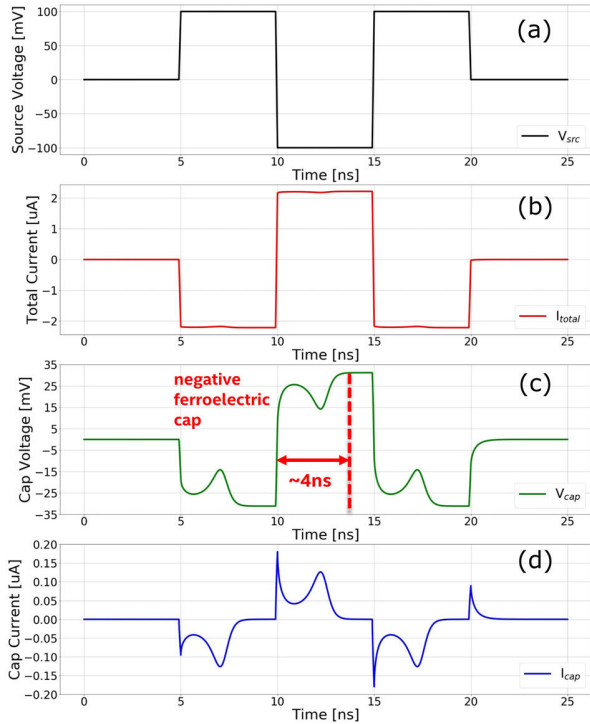 (a)
Source Voltage [mV]
100
50
0
−50
−100
V_src
0 5 10 15 20 25
Time [ns]
(b)
Total Current [uA]
2
1
0
−1
−2
I_total
0 5 10 15 20 25
Time [ns]
(c)
Cap Voltage [mV]
35
25
15
5
−5
−15
−25
−35
negative
ferroelectric
cap
~4ns
V_cap
0 5 10 15 20 25
Time [ns]
(d)
Cap Current [uA]
0.20
0.15
0.10
0.05
0.00
−0.05
−0.10
−0.15
−0.20
I_cap
0 5 10 15 20 25
Time [ns]